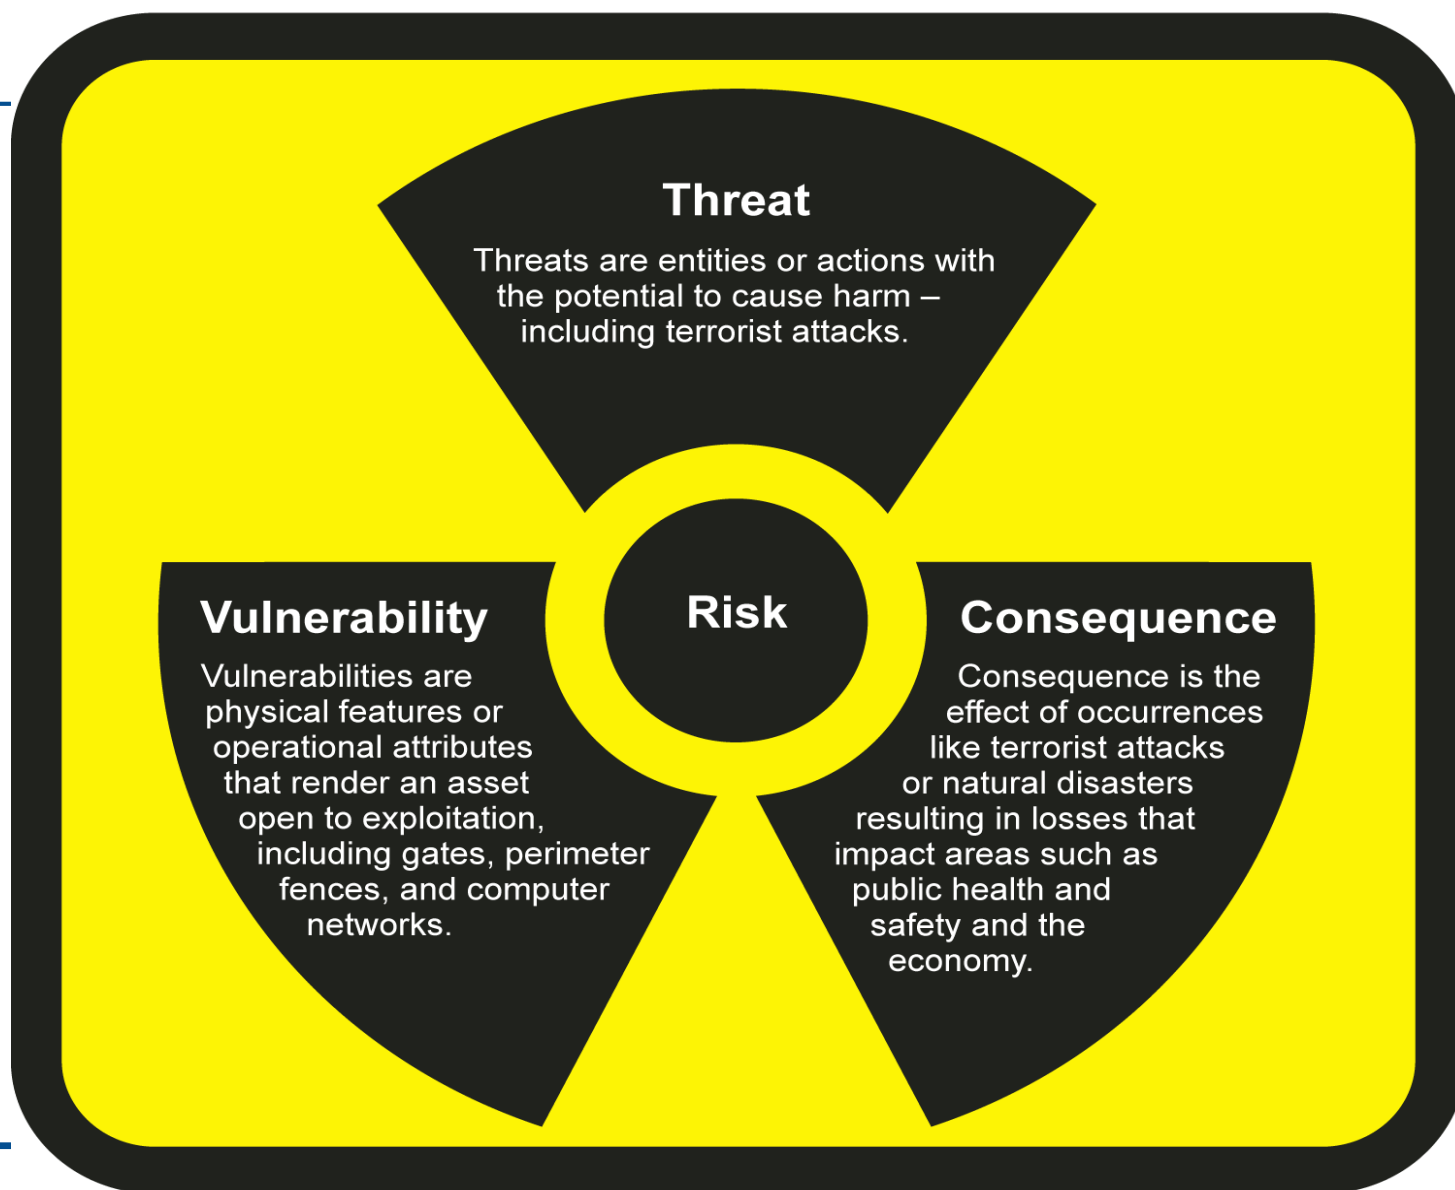 Threat
Threats are entities or actions with
the potential to cause harm –
including terrorist attacks.
Risk
Vulnerability
Vulnerabilities are
physical features or
operational attributes
that render an asset
open to exploitation,
including gates, perimeter
fences, and computer
networks.
Consequence
Consequence is the
effect of occurrences
like terrorist attacks
or natural disasters
resulting in losses that
impact areas such as
public health and
safety and the
economy.